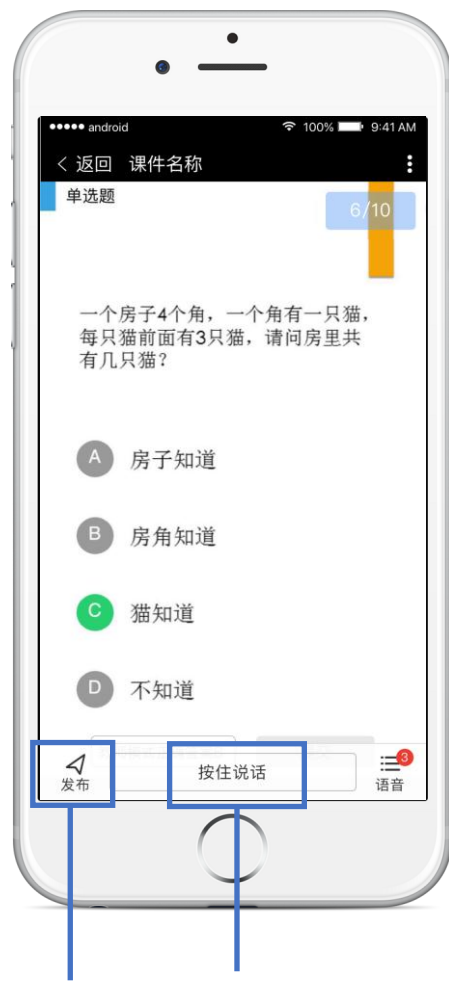 android 100% 9:41 AM
< 返回 课件名称
单选题
6/10
一个房子4个角，一个角有一只猫，
每只猫前面有3只猫，请问房里共
有几只猫？
A 房子知道
B 房角知道
C 猫知道
D 不知道
发布
按住说话
3
语音